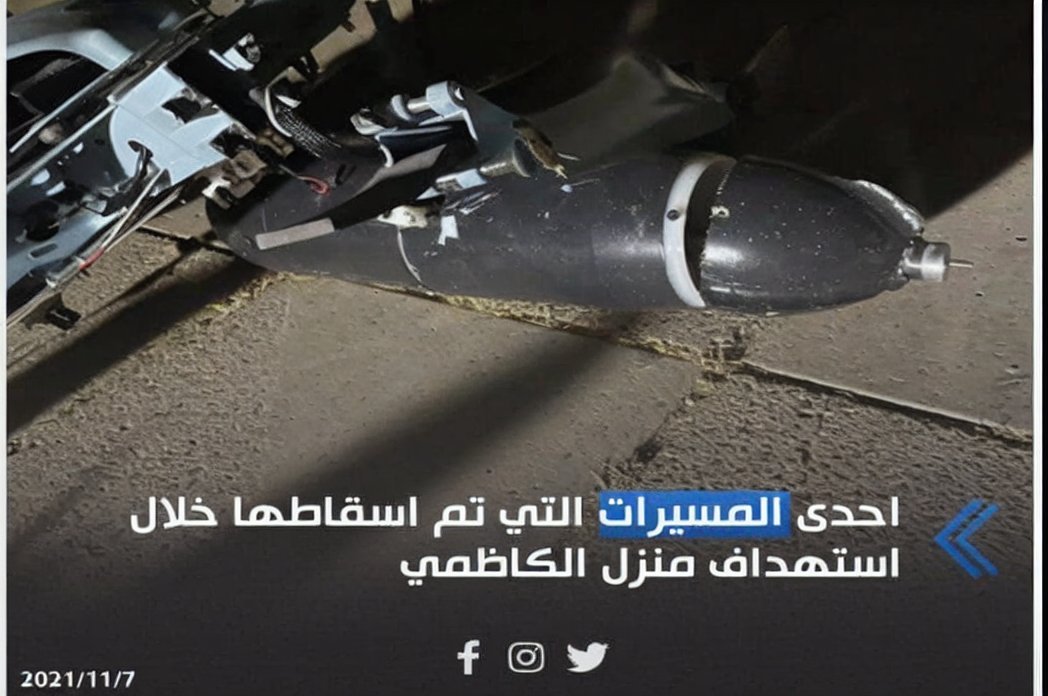 احدى المسيرات التي تم اسقاطها خلال
استهداف منزل الكاظمي
2021/11/7